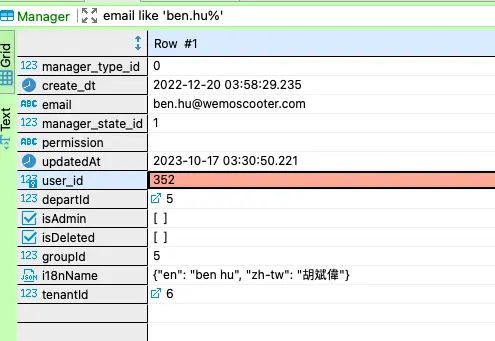 Manager email like 'ben.hu%'
Grid
Text
Row #1
123 manager_type_id 0
create_dt 2022-12-20 03:58:29.235
ABC email ben.hu@wemoscooter.com
123 manager_state_id 1
ABC permission
updatedAt 2023-10-17 03:30:50.221
123 user_id 352
123 departId 5
isAdmin [ ]
isDeleted [ ]
123 groupId 5
JSON i18nName {"en": "ben hu", "zh-tw": "胡斌偉"}
123 tenantId 6